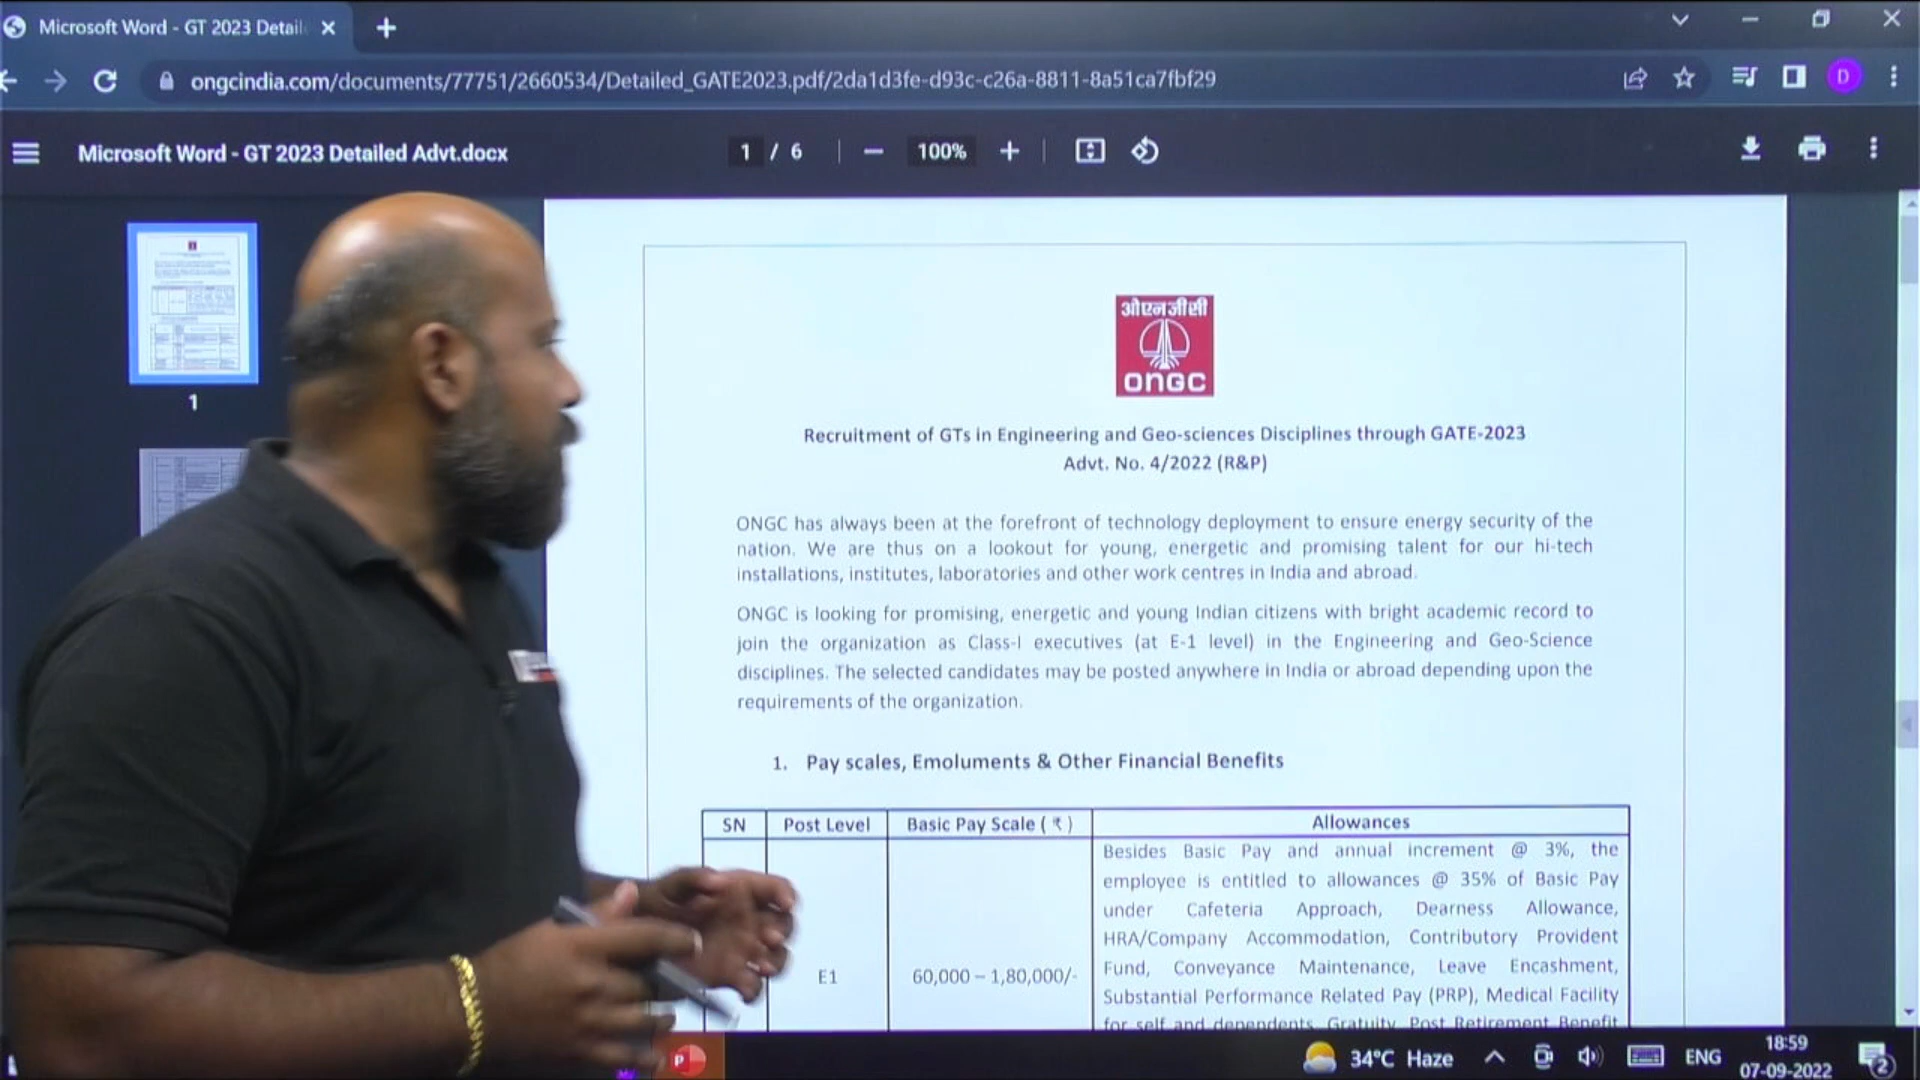 Microsoft Word - GT 2023 Detail
ongcindia.com/documents/77751/2660534/Detailed_GATE2023.pdf/2da1d3fe-d93c-c26a-8811-8a51ca7fbf29
D
Microsoft Word - GT 2023 Detailed Advt.docx
1 / 6
100%
1
ओएनजीसी
ONGC
Recruitment of GTs in Engineering and Geo-sciences Disciplines through GATE-2023
Advt. No. 4/2022 (R&P)
ONGC has always been at the forefront of technology deployment to ensure energy security of the
nation. We are thus on a lookout for young, energetic and promising talent for our hi-tech
installations, institutes, laboratories and other work centres in India and abroad.
ONGC is looking for promising, energetic and young Indian citizens with bright academic record to
join the organization as Class-I executives (at E-1 level) in the Engineering and Geo-Science
disciplines. The selected candidates may be posted anywhere in India or abroad depending upon the
requirements of the organization.
1. Pay scales, Emoluments & Other Financial Benefits
SN Post Level Basic Pay Scale ( ₹ ) Allowances
E1 60,000 – 1,80,000/-
Besides Basic Pay and annual increment @ 3%, the
employee is entitled to allowances @ 35% of Basic Pay
under Cafeteria Approach, Dearness Allowance,
HRA/Company Accommodation, Contributory Provident
Fund, Conveyance Maintenance, Leave Encashment,
Substantial Performance Related Pay (PRP), Medical Facility
for self and dependents, Gratuity, Post Retirement Benefit
P
34°C Haze
ENG
18:59
07-09-2022
2